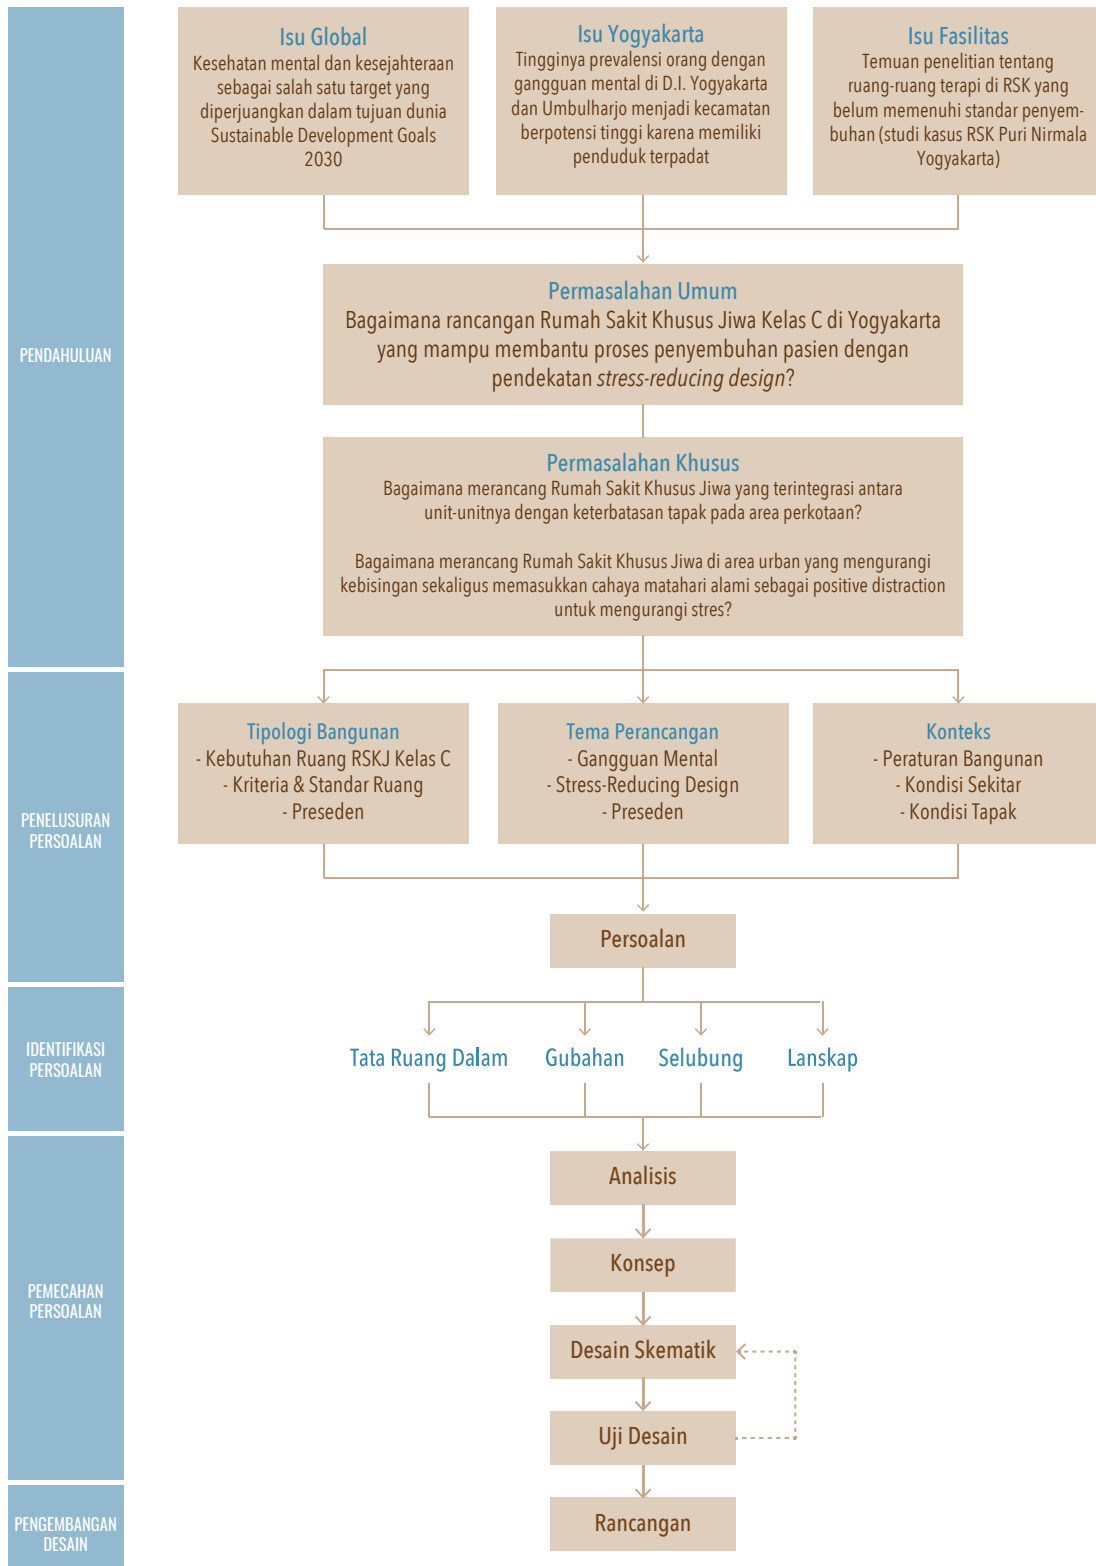 PENDAHULUAN
Isu Global
Kesehatan mental dan kesejahteraan
sebagai salah satu target yang
diperjuangkan dalam tujuan dunia
Sustainable Development Goals
2030
Isu Yogyakarta
Tingginya prevalensi orang dengan
gangguan mental di D.I. Yogyakarta
dan Umbulharjo menjadi kecamatan
berpotensi tinggi karena memiliki
penduduk terpadat
Isu Fasilitas
Temuan penelitian tentang
ruang-ruang terapi di RSK yang
belum memenuhi standar penyem-
buhan (studi kasus RSK Puri Nirmala
Yogyakarta)
Permasalahan Umum
Bagaimana rancangan Rumah Sakit Khusus Jiwa Kelas C di Yogyakarta
yang mampu membantu proses penyembuhan pasien dengan
pendekatan stress-reducing design?
Permasalahan Khusus
Bagaimana merancang Rumah Sakit Khusus Jiwa yang terintegrasi antara
unit-unitnya dengan keterbatasan tapak pada area perkotaan?
Bagaimana merancang Rumah Sakit Khusus Jiwa di area urban yang mengurangi
kebisingan sekaligus memasukkan cahaya matahari alami sebagai positive distraction
untuk mengurangi stres?
PENELUSURAN
PERSOALAN
Tipologi Bangunan
- Kebutuhan Ruang RSKJ Kelas C
- Kriteria & Standar Ruang
- Preseden
Tema Perancangan
- Gangguan Mental
- Stress-Reducing Design
- Preseden
Konteks
- Peraturan Bangunan
- Kondisi Sekitar
- Kondisi Tapak
Persoalan
IDENTIFIKASI
PERSOALAN
Tata Ruang Dalam
Gubahan
Selubung
Lanskap
PEMECAHAN
PERSOALAN
Analisis
Konsep
Desain Skematik
Uji Desain
PENGEMBANGAN
DESAIN
Rancangan